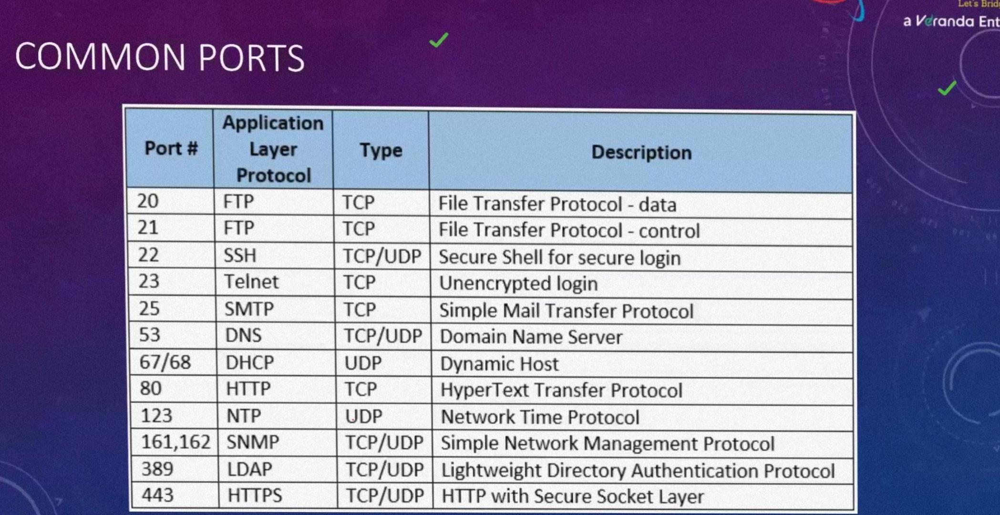 Let's
a Veranda
COMMON PORTS
Port # Application Layer Protocol Type Description
20 FTP TCP File Transfer Protocol - data
21 FTP TCP File Transfer Protocol - control
22 SSH TCP/UDP Secure Shell for secure login
23 Telnet TCP Unencrypted login
25 SMTP TCP Simple Mail Transfer Protocol
53 DNS TCP/UDP Domain Name Server
67/68 DHCP UDP Dynamic Host
80 HTTP TCP HyperText Transfer Protocol
123 NTP UDP Network Time Protocol
161,162 SNMP TCP/UDP Simple Network Management Protocol
389 LDAP TCP/UDP Lightweight Directory Authentication Protocol
443 HTTPS TCP/UDP HTTP with Secure Socket Layer